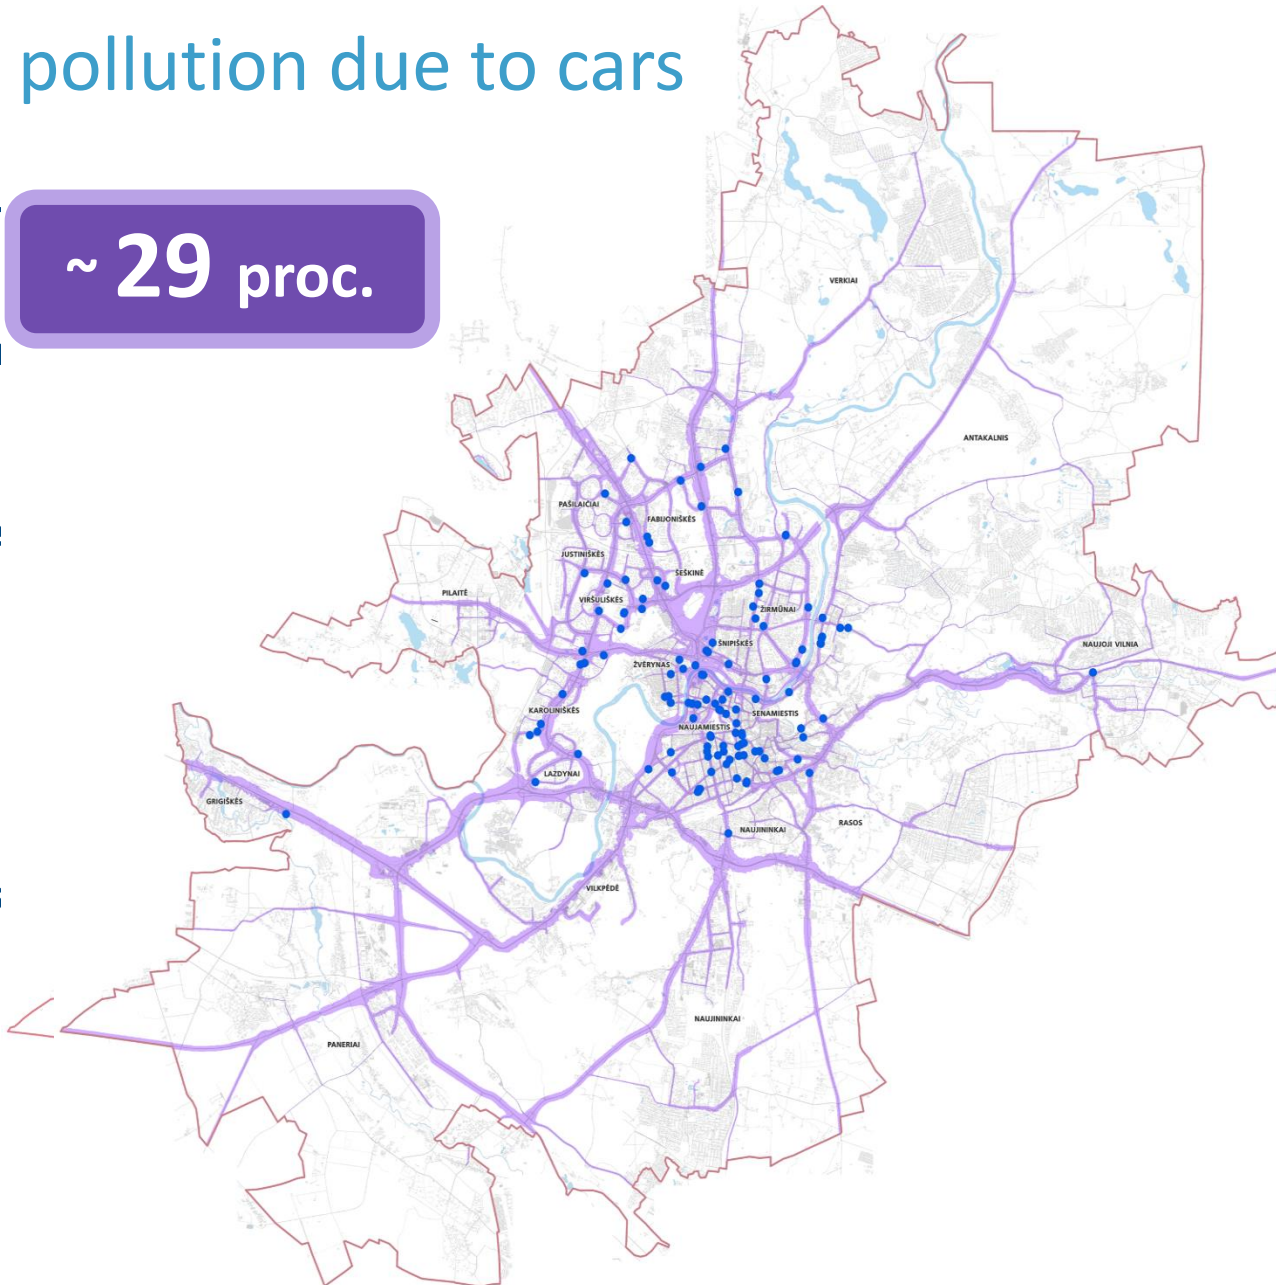 pollution due to cars
~ 29 proc.
VERKIAI
ANTAKALNIS
PAŠILAIČIAI
FABIJONIŠKĖS
JUSTINIŠKĖS
ŠEŠKINĖ
PILAITĖ
VIRŠULIŠKĖS
ŽIRMŪNAI
ŠNIPIŠKĖS
NAUJOJI VILNIA
ŽVĖRYNAS
KAROLINIŠKĖS
SENAMIESTIS
NAUJAMIESTIS
LAZDYNAI
GRIGIŠKĖS
RASOS
NAUJININKAI
VILKPĖDĖ
NAUJININKAI
PANERIAI